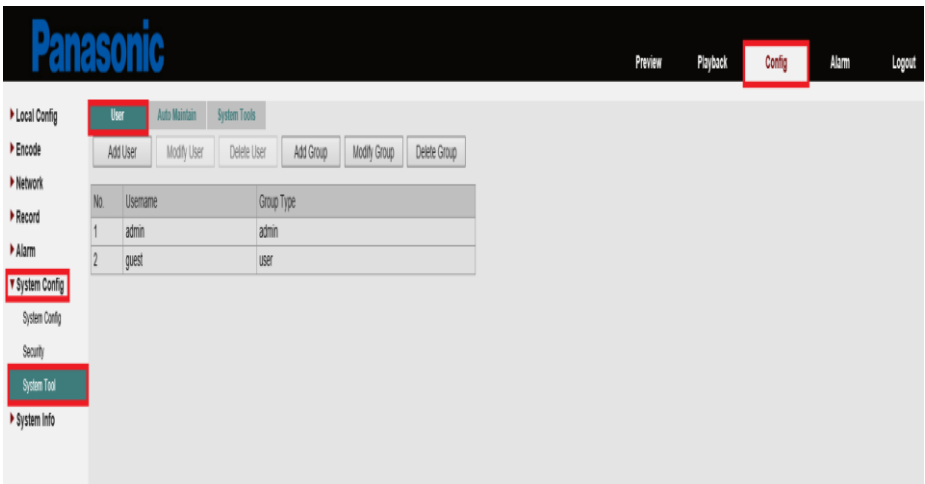 Panasonic
Preview Playback Config Alarm Logout
Local Config
Encode
Network
Record
Alarm
System Config
System Config
Security
System Tool
System Info
User Auto Maintain System Tools
Add User Modify User Delete User Add Group Modify Group Delete Group
No. Username Group Type
1 admin admin
2 guest user